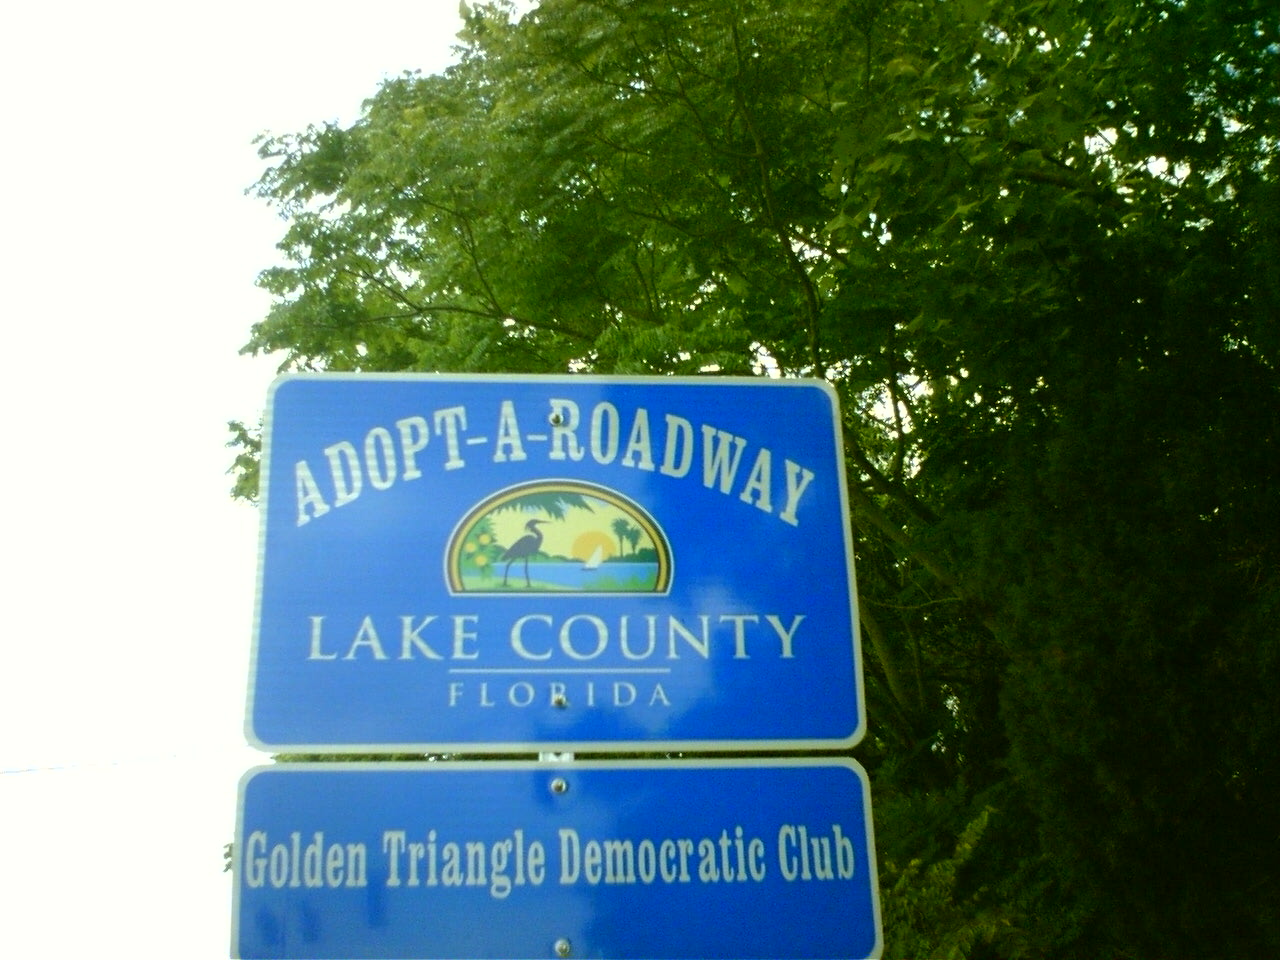 ADOPT-A-ROADWAY
LAKE COUNTY
FLORIDA
Golden Triangle Democratic Club